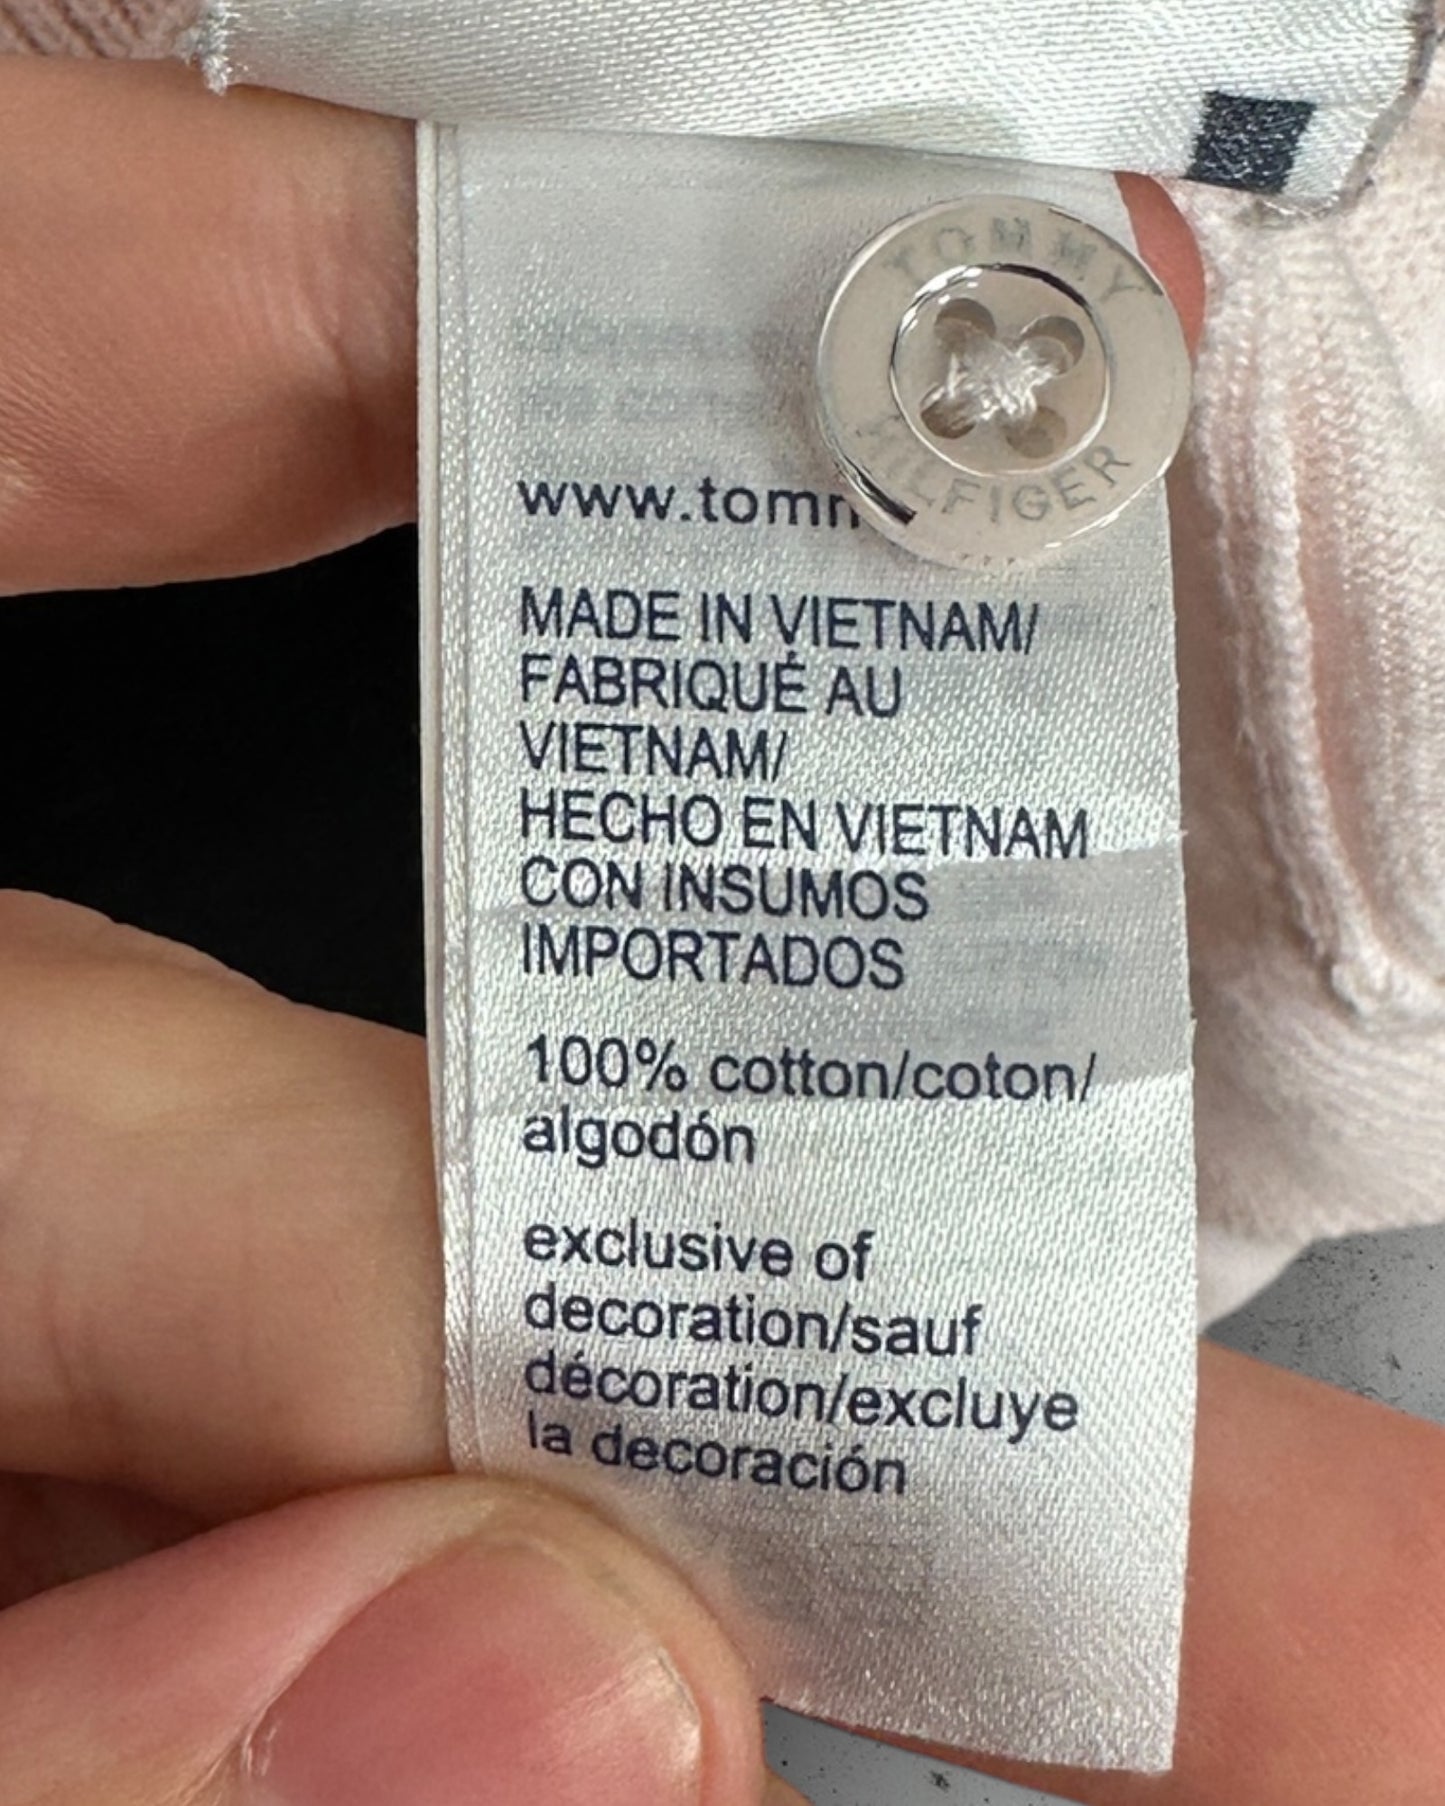 TOMMY
HILFIGER
www.tomm
MADE IN VIETNAM/
FABRIQUÉ AU
VIETNAM/
HECHO EN VIETNAM
CON INSUMOS
IMPORTADOS
100% cotton/coton/
algodón
exclusive of
decoration/sauf
décoration/excluye
la decoración